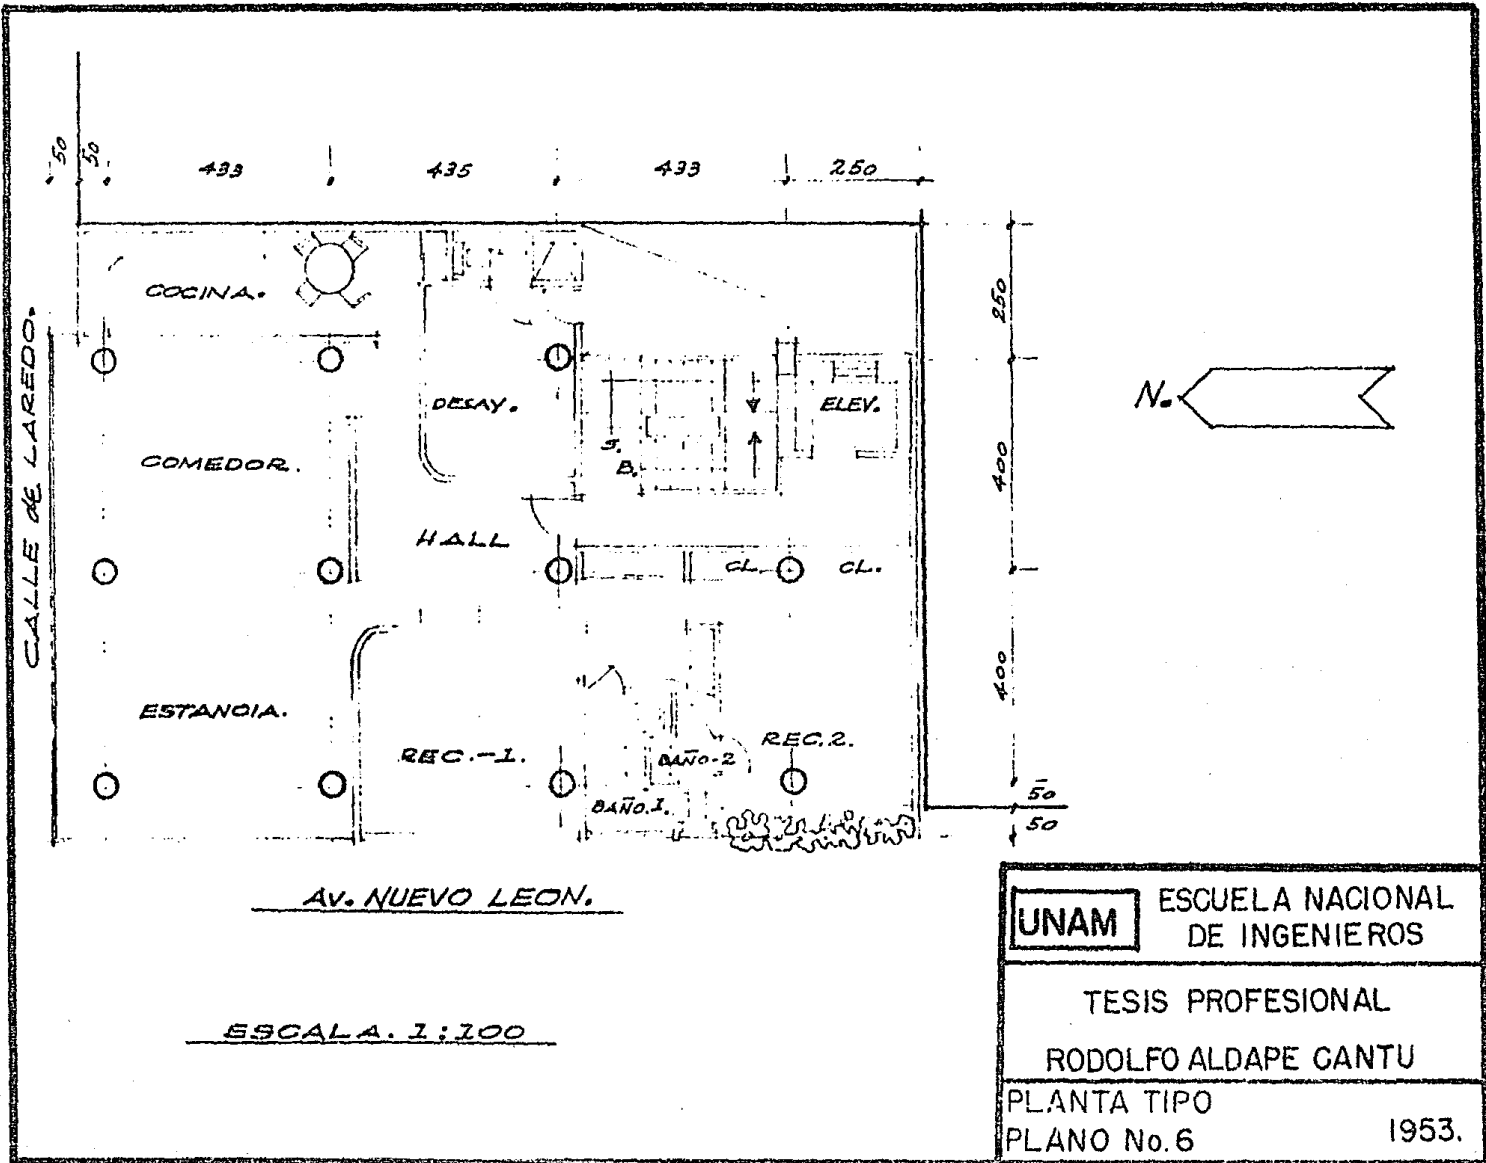 50
50
433
435
433
250
COCINA.
COMEDOR.
ESTANCIA.
DESAY.
HALL
REC.-1.
BAÑO.1.
BAÑO-2
REC.2.
S.
B.
ELEV.
CL.
CL.
CALLE de LAREDO.
250
400
400
50
50
N.
AV. NUEVO LEON.
ESCALA. 1:100
UNAM
ESCUELA NACIONAL
DE INGENIEROS
TESIS PROFESIONAL
RODOLFO ALDAPE CANTU
PLANTA TIPO
PLANO No. 6
1953.